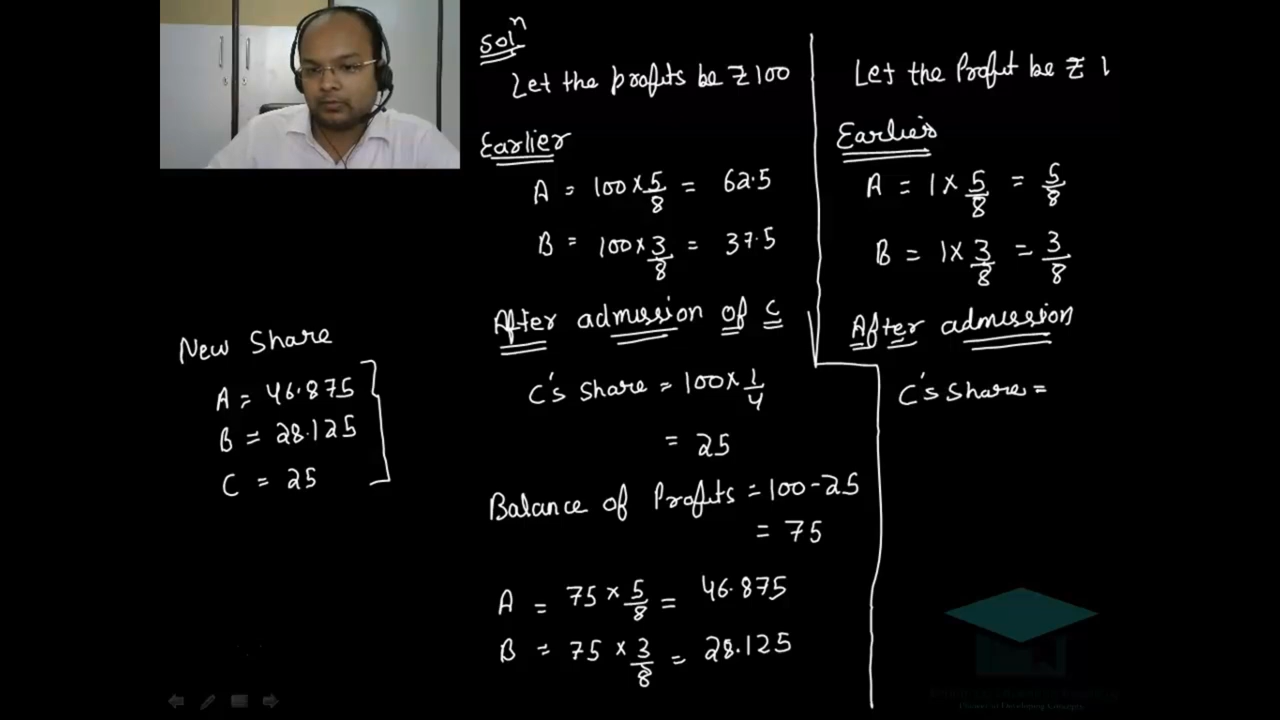 Solⁿ
Let the profits be ₹100
Earlier
A = 100 × 5/8 = 62.5
B = 100 × 3/8 = 37.5
After admission of C
C's Share = 100 × 1/4
= 25
Balance of Profits = 100 - 25
= 75
A = 75 × 5/8 = 46.875
B = 75 × 3/8 = 28.125
New Share
A = 46.875
B = 28.125
C = 25
Let the Profit be ₹ 1
Earlier
A = 1 × 5/8 = 5/8
B = 1 × 3/8 = 3/8
After admission
C's Share =